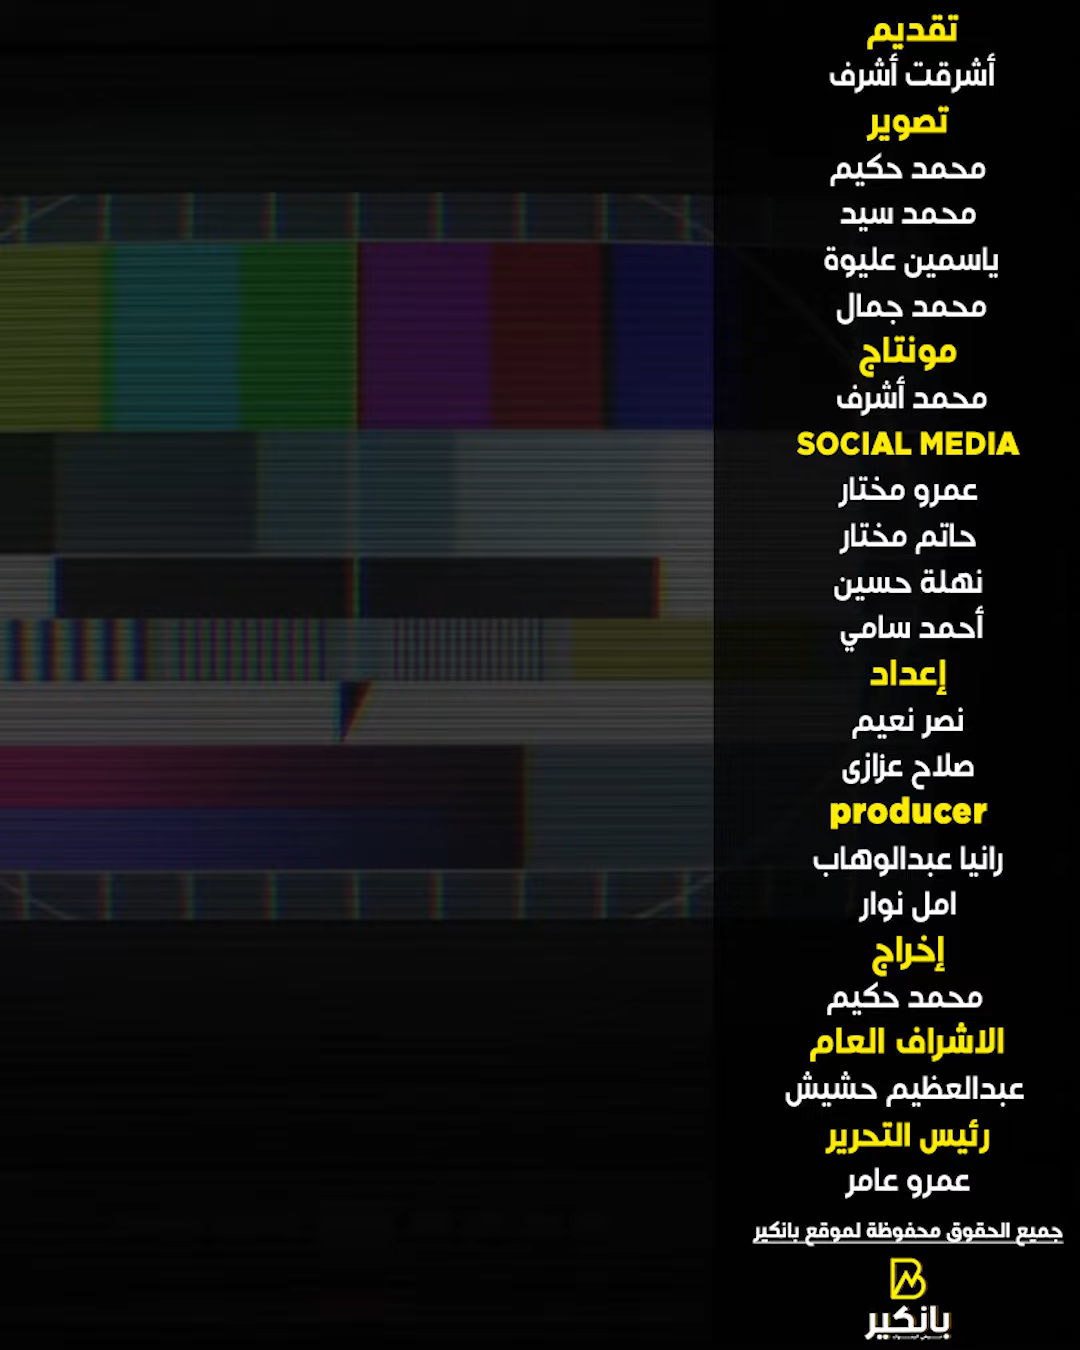 تقديم
أشرقت أشرف
تصوير
محمد حكيم
محمد سيد
ياسمين عليوة
محمد جمال
مونتاج
محمد أشرف
SOCIAL MEDIA
عمرو مختار
حاتم مختار
نهلة حسين
أحمد سامي
إعداد
نصر نعيم
صلاح عزازى
producer
رانيا عبدالوهاب
امل نوار
إخراج
محمد حكيم
الاشراف العام
عبدالعظيم حشيش
رئيس التحرير
عمرو عامر
جميع الحقوق محفوظة لموقع بانكير
بانكير